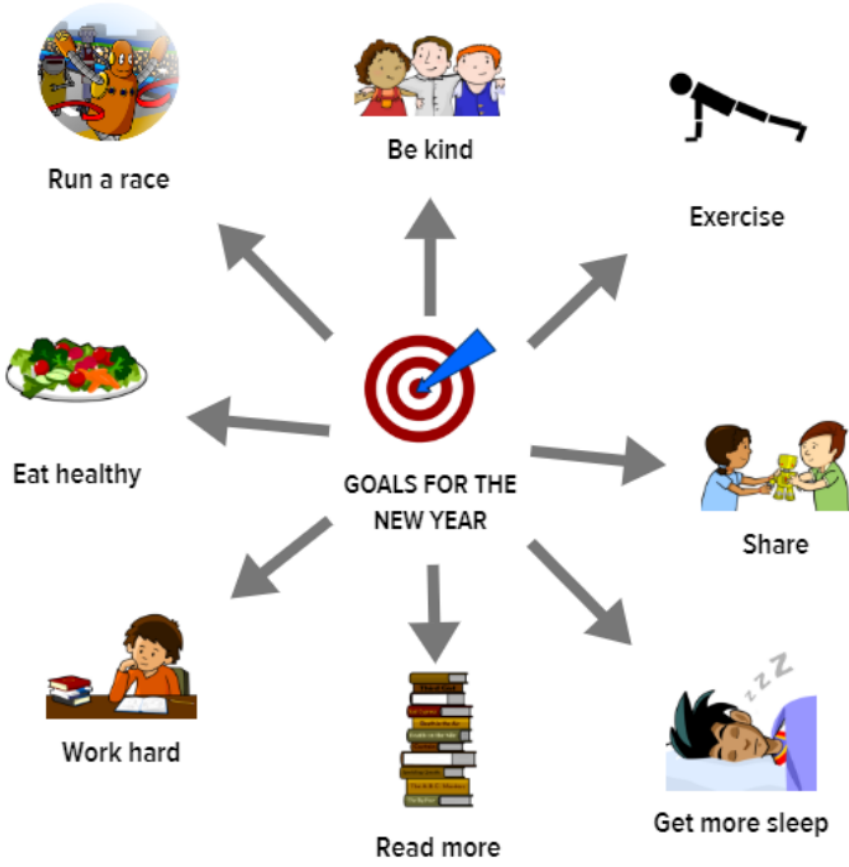 Run a race
Be kind
Exercise
Eat healthy
GOALS FOR THE
NEW YEAR
Share
Work hard
Read more
Get more sleep
z z Z